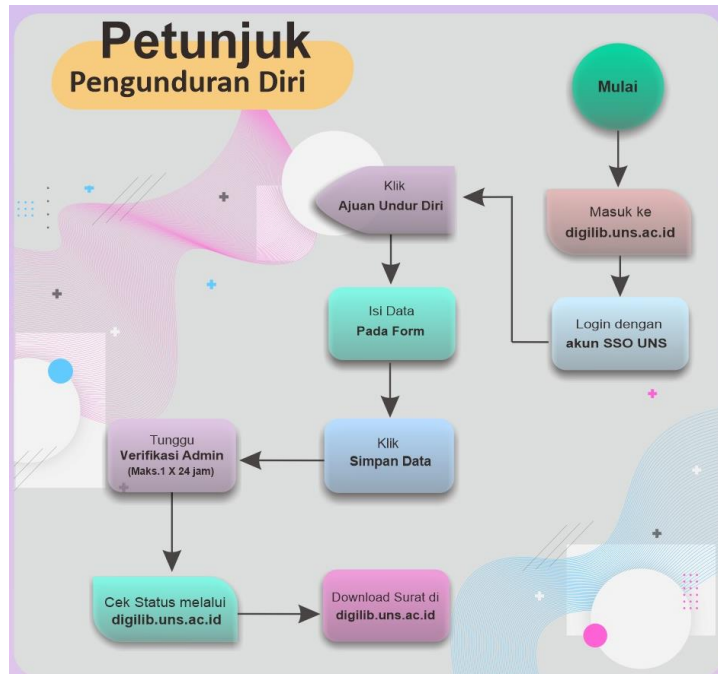 Petunjuk
Pengunduran Diri
Mulai
Masuk ke
digilib.uns.ac.id
Login dengan
akun SSO UNS
Klik
Ajuan Undur Diri
Isi Data
Pada Form
Klik
Simpan Data
Tunggu
Verifikasi Admin
(Maks.1 X 24 jam)
Cek Status melalui
digilib.uns.ac.id
Download Surat di
digilib.uns.ac.id